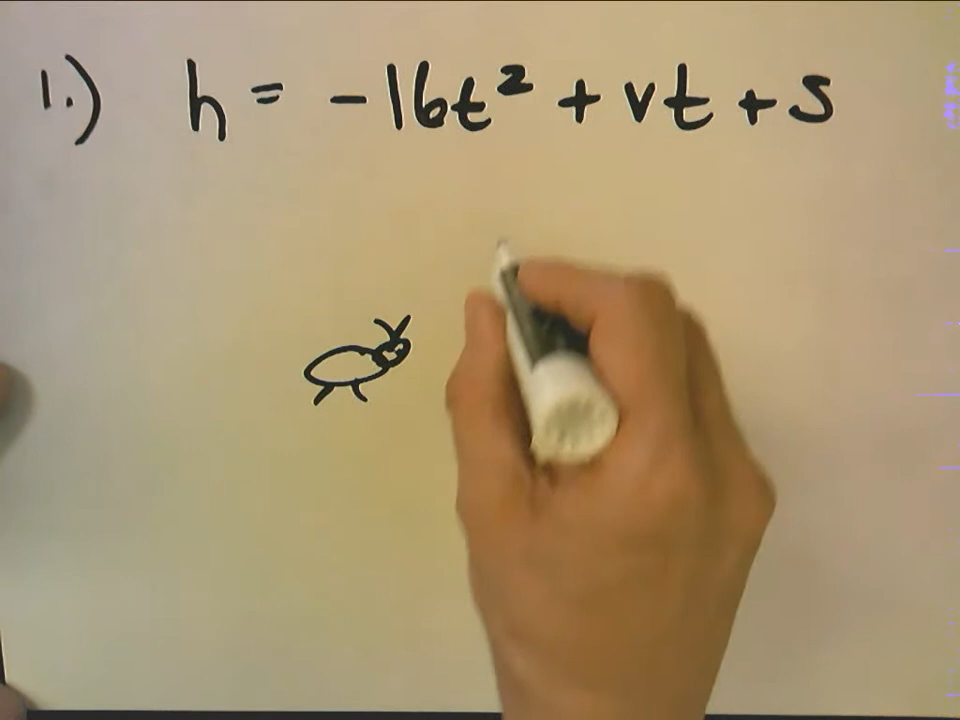 1.) h = -16t² + vt + s